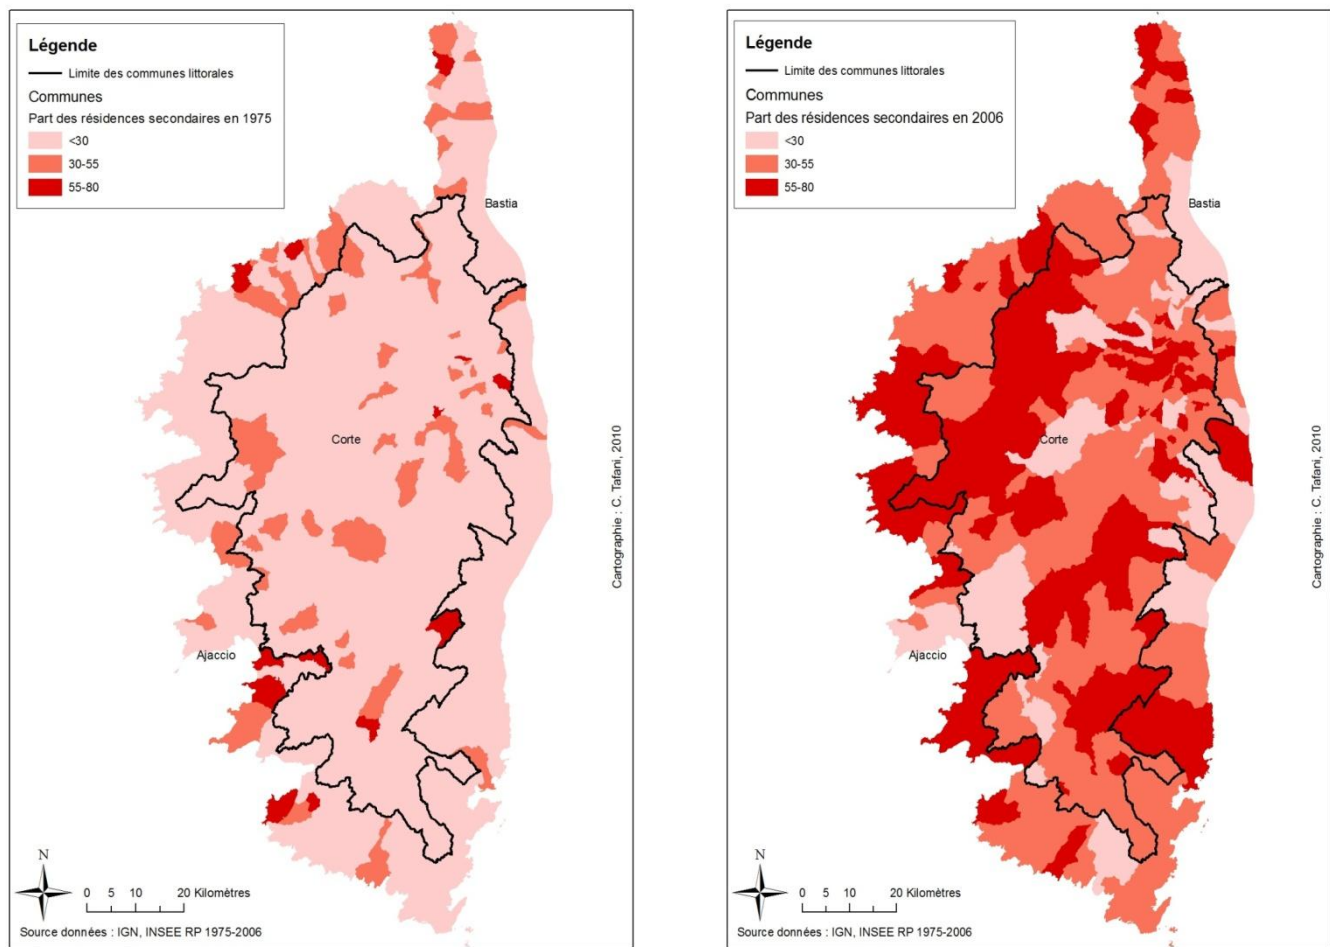 Légende
Limite des communes littorales
Communes
Part des résidences secondaires en 1975
<30
30-55
55-80
Bastia
Corte
Ajaccio
Cartographie : C. Tafani, 2010
N
0 5 10 20 Kilomètres
Source données : IGN, INSEE RP 1975-2006
Légende
Limite des communes littorales
Communes
Part des résidences secondaires en 2006
<30
30-55
55-80
Bastia
Corte
Ajaccio
Cartographie : C. Tafani, 2010
N
0 5 10 20 Kilomètres
Source données : IGN, INSEE RP 1975-2006